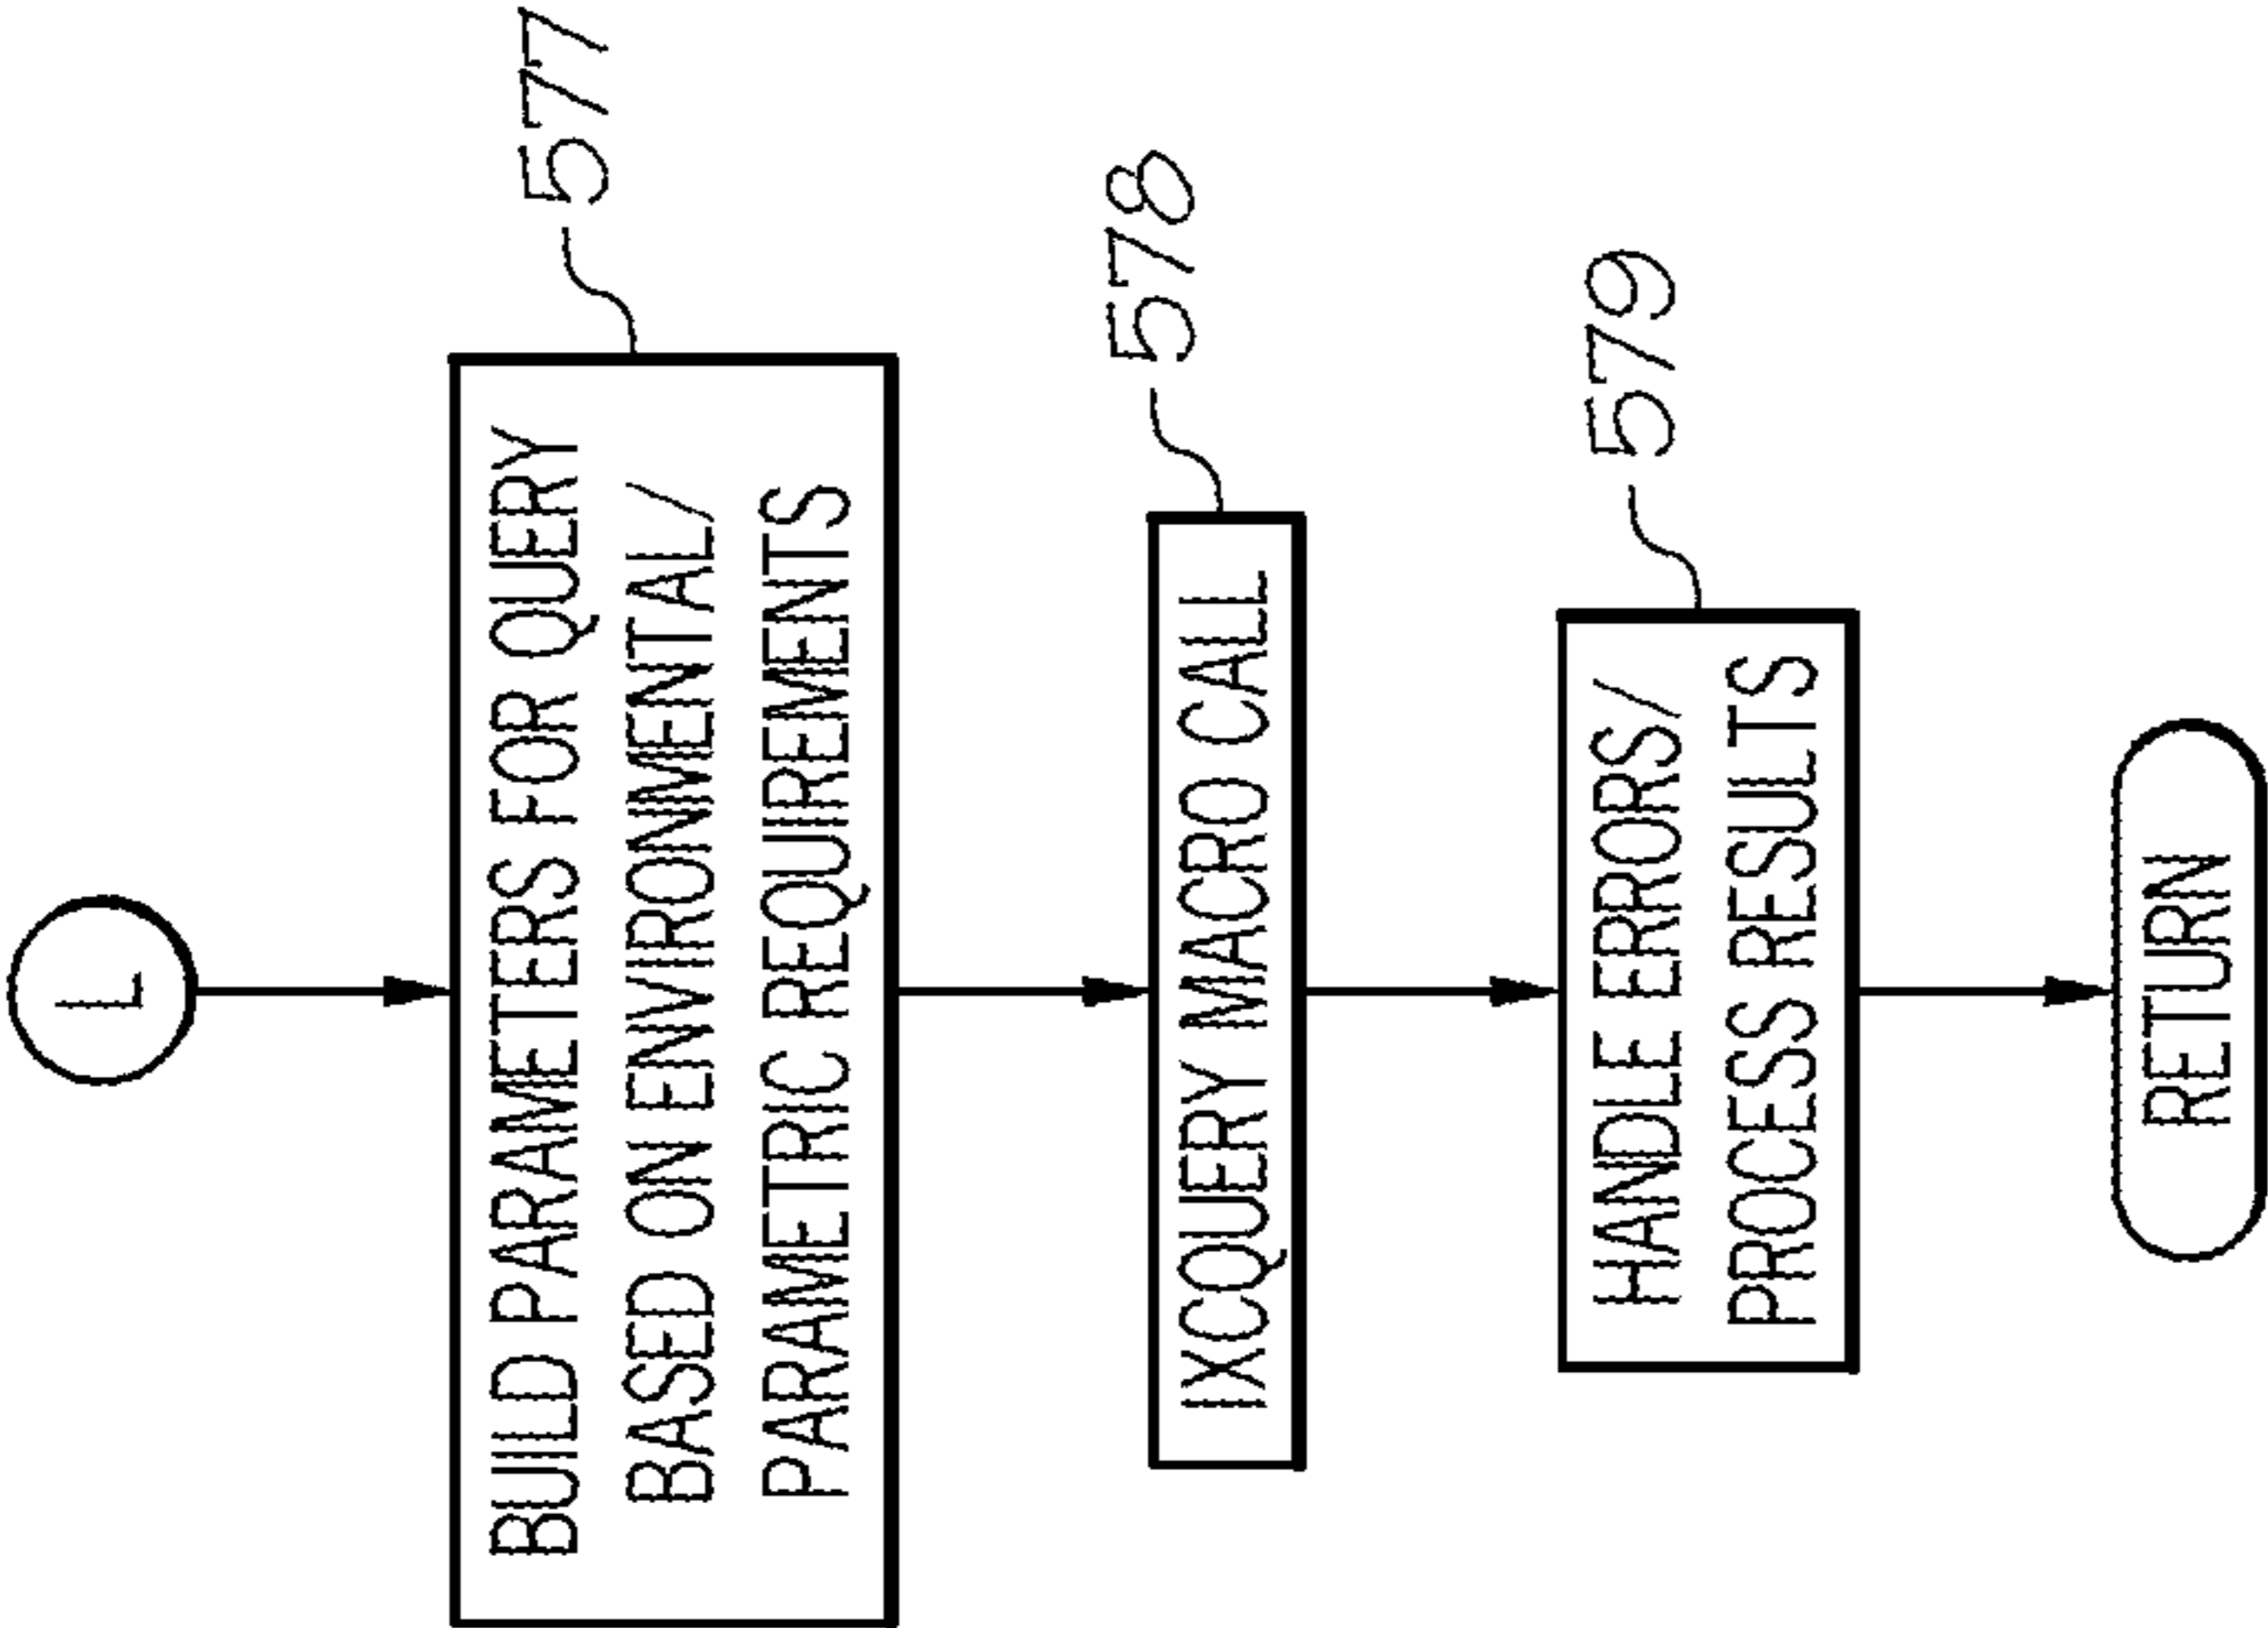 L
577
BUILD PARAMETERS FOR QUERY
BASED ON ENVIRONMENTAL/
PARAMETRIC REQUIREMENTS
578
IXCQUERY MACRO CALL
579
HANDLE ERRORS/
PROCESS RESULTS
RETURN